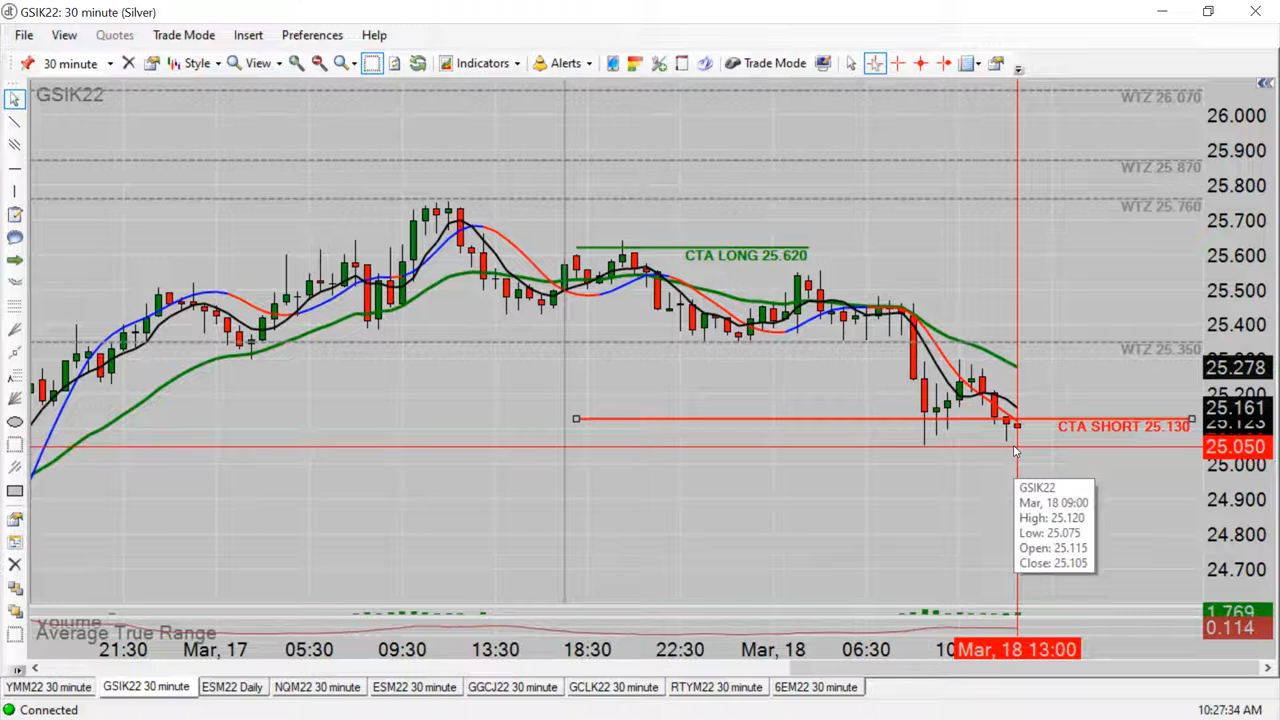 GSIK22: 30 minute (Silver)
File View Quotes Trade Mode Insert Preferences Help
30 minute Style View Indicators Alerts Trade Mode
GSIK22
WTZ 26.070
26.000
25.900
WTZ 25.870
25.800
WTZ 25.760
25.700
25.600
CTA LONG 25.620
25.500
25.400
WTZ 25.350
25.278
25.200
25.161
25.123
CTA SHORT 25.130
25.050
25.000
24.900
24.800
24.700
GSIK22
Mar, 18 09:00
High: 25.120
Low: 25.075
Open: 25.115
Close: 25.105
Volume
1.769
Average True Range
0.114
21:30 Mar, 17 05:30 09:30 13:30 18:30 22:30 Mar, 18 06:30 10 Mar, 18 13:00
YMM22 30 minute GSIK22 30 minute ESM22 Daily NQM22 30 minute ESM22 30 minute GGCJ22 30 minute GCLK22 30 minute RTYM22 30 minute 6EM22 30 minute
Connected 10:27:34 AM